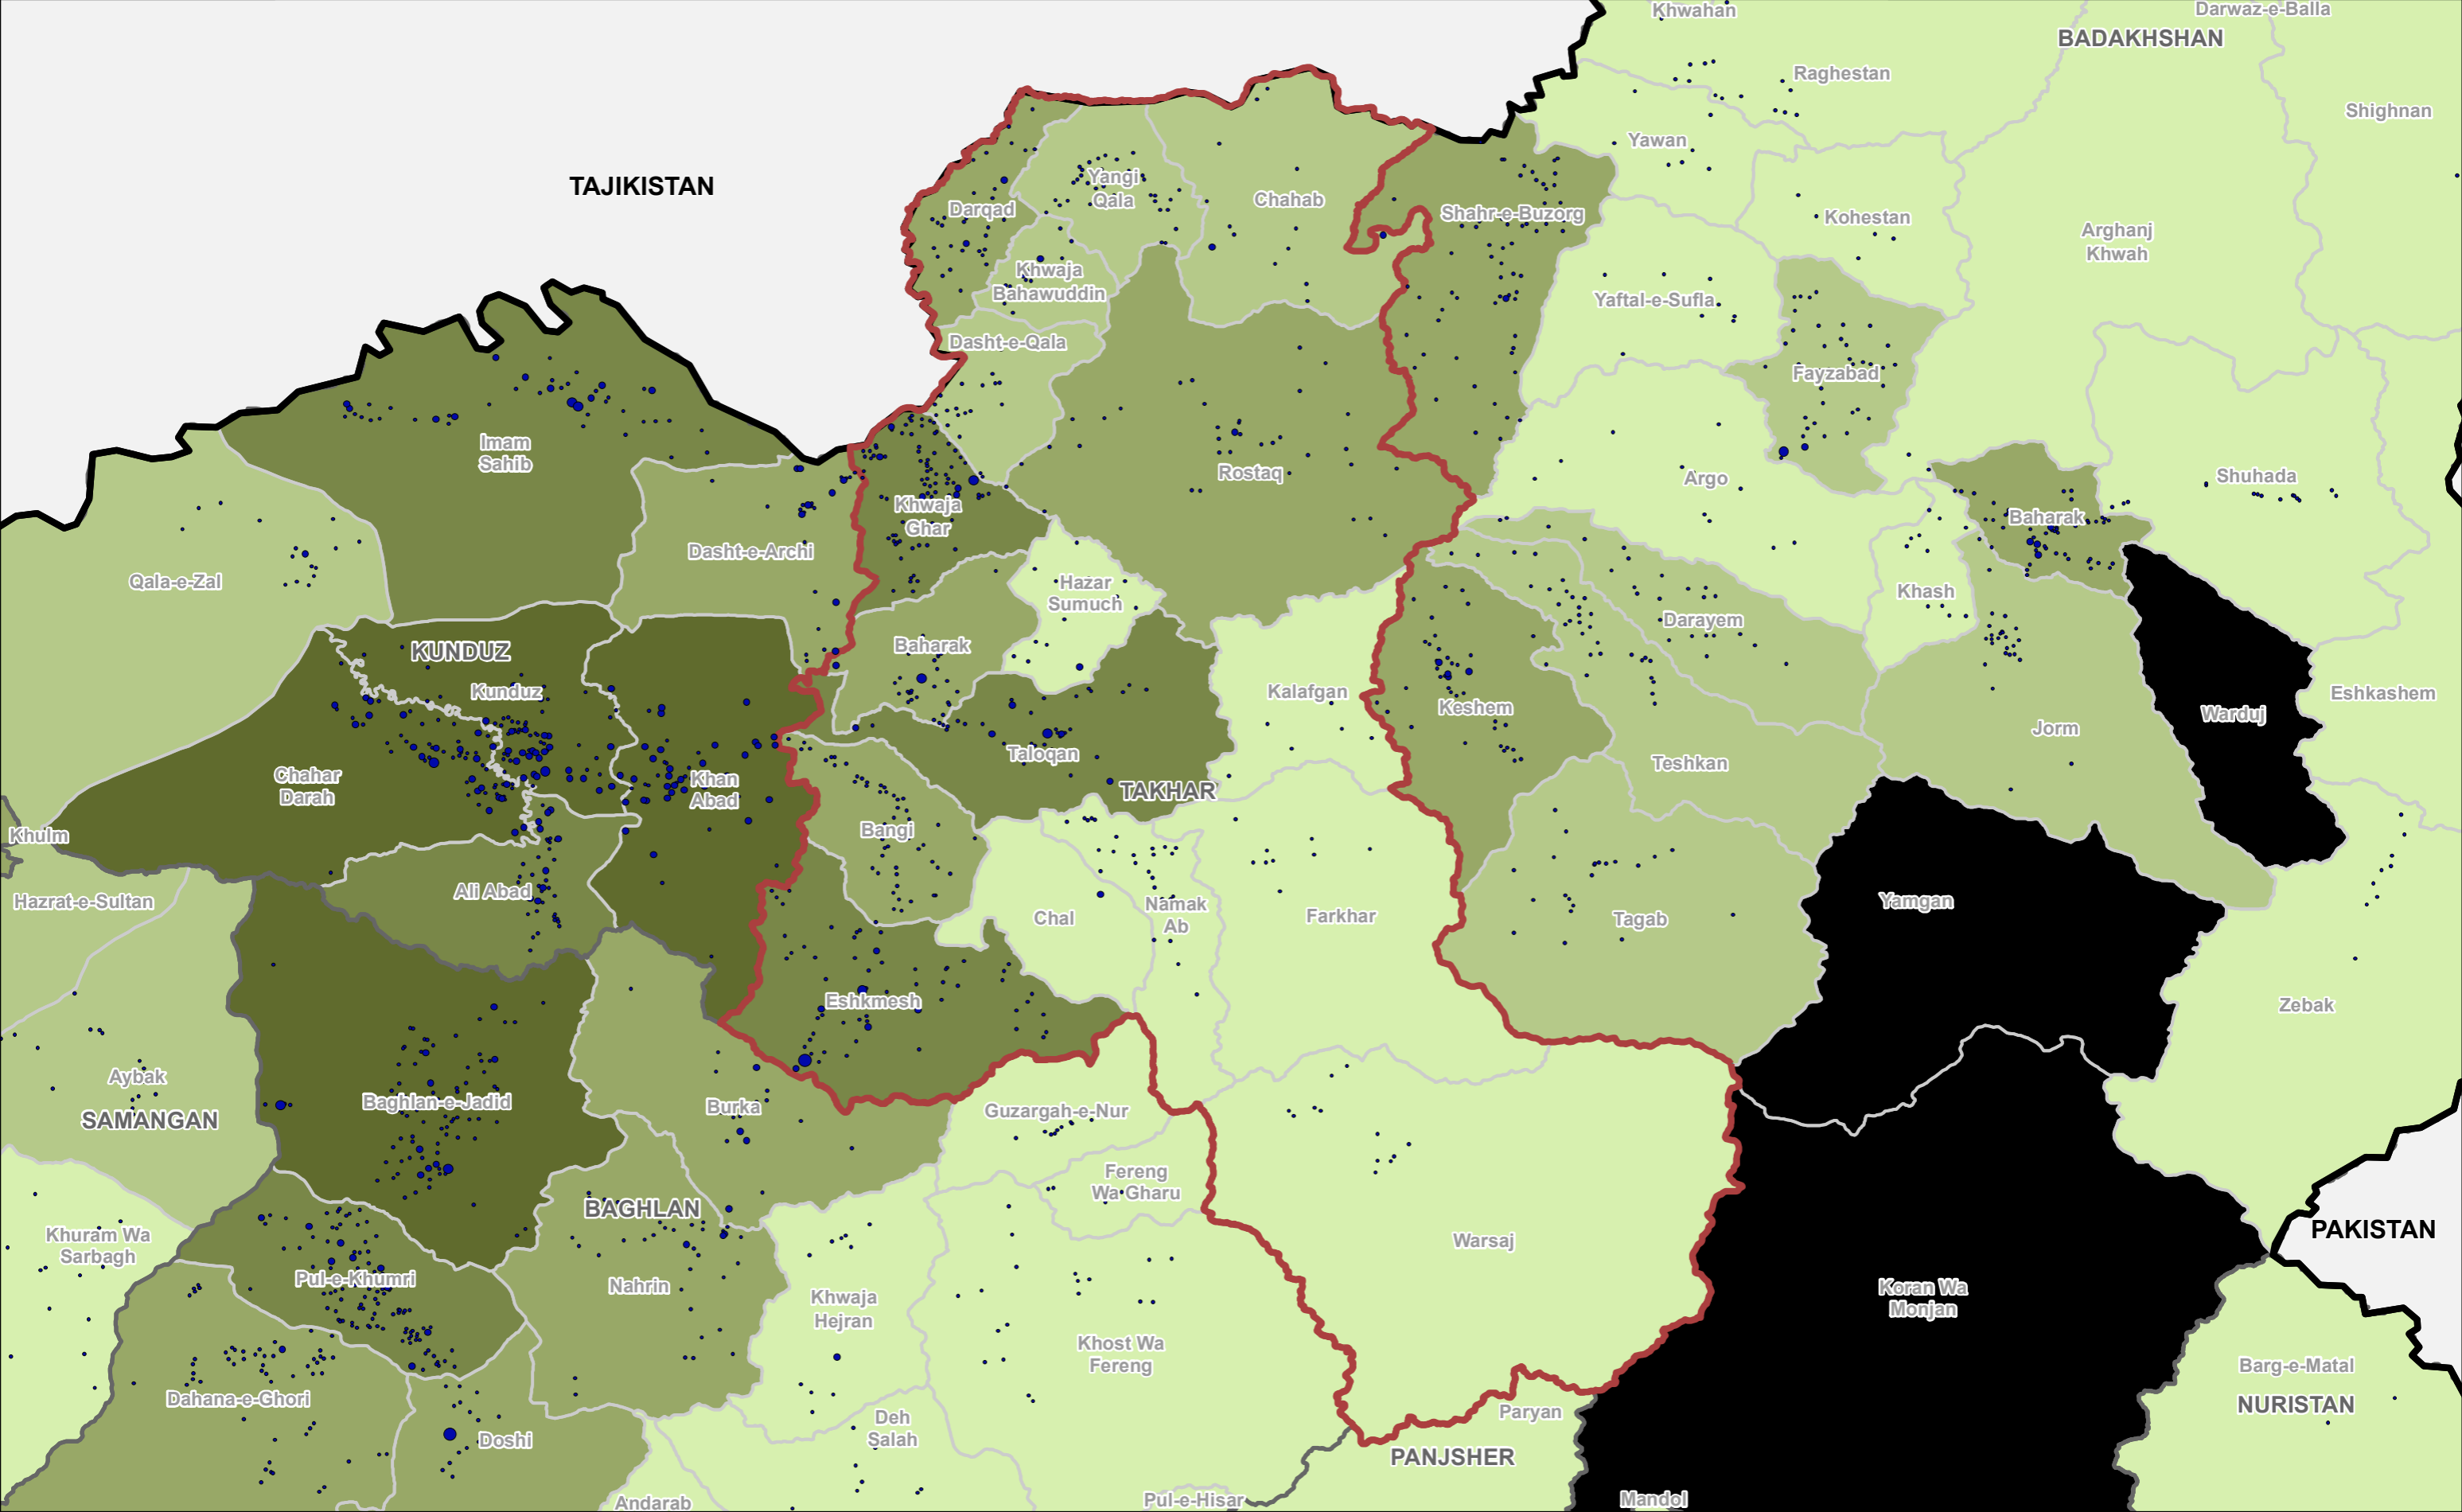 Khwahan
Darwaz-e-Balla
BADAKHSHAN
Raghestan
Shighnan
Yawan
TAJIKISTAN
Yangi
Qala
Chahab
Darqad
Shahr-e-Buzorg
Kohestan
Arghanj
Khwah
Khwaja
Bahawuddin
Yaftal-e-Sufla
Dasht-e-Qala
Fayzabad
Imam
Sahib
Rostaq
Argo
Shuhada
Khwaja
Ghar
Baharak
Dasht-e-Archi
Qala-e-Zal
Hazar
Sumuch
Khash
Darayem
KUNDUZ
Baharak
Kunduz
Kalafgan
Keshem
Eshkashem
Warduj
Jorm
Taloqan
Teshkan
Chahar
Darah
Khan
Abad
TAKHAR
Khulm
Bangi
Ali Abad
Hazrat-e-Sultan
Chal
Namak
Ab
Farkhar
Tagab
Yamgan
Eshkmesh
Zebak
Aybak
Baghlan-e-Jadid
Burka
Guzargah-e-Nur
SAMANGAN
Fereng
Wa Gharu
BAGHLAN
Khuram Wa
Sarbagh
Warsaj
PAKISTAN
Pul-e-Khumri
Nahrin
Khwaja
Hejran
Koran Wa
Monjan
Khost Wa
Fereng
Barg-e-Matal
Dahana-e-Ghori
NURISTAN
Paryan
Deh
Salah
Doshi
PANJSHER
Andarab
Pul-e-Hisar
Mandol